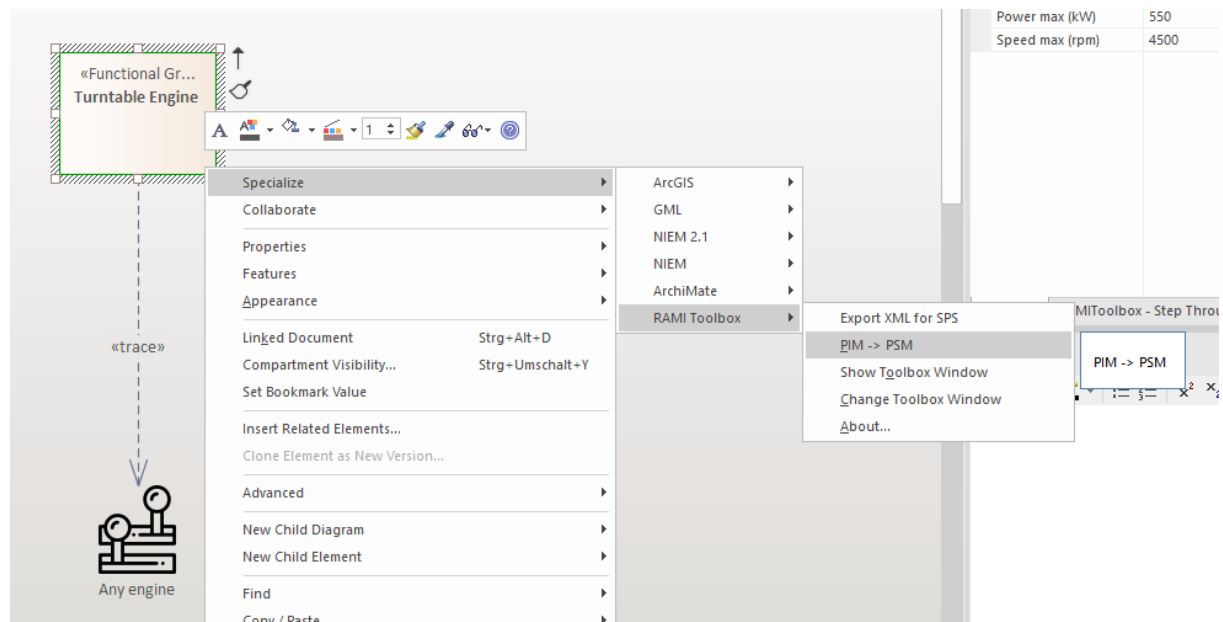 Power max (kW) 550
Speed max (rpm) 4500
«Functional Gr...
Turntable Engine
A A 1
Specialize
Collaborate
Properties
Features
Appearance
Linked Document Strg+Alt+D
Compartment Visibility... Strg+Umschalt+Y
Set Bookmark Value
Insert Related Elements...
Clone Element as New Version...
Advanced
New Child Diagram
New Child Element
Find
Copy / Paste
ArcGIS
GML
NIEM 2.1
NIEM
ArchiMate
RAMI Toolbox
Export XML for SPS
PIM -> PSM
Show Toolbox Window
Change Toolbox Window
About...
MIToolbox - Step Throu
PIM -> PSM
«trace»
Any engine